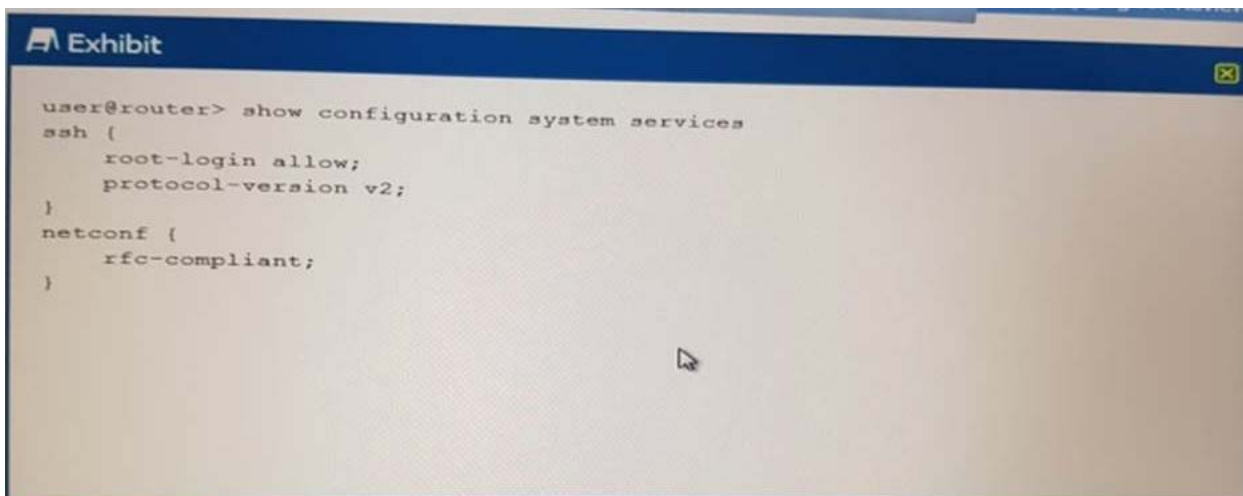 Exhibit
user@router> show configuration system services
ssh {
root-login allow;
protocol-version v2;
}
netconf {
rfc-compliant;
}